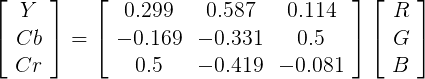 Y 0.299 0.587 0.114 R
Cb = −0.169 −0.331 0.5 G
Cr 0.5 −0.419 −0.081 B